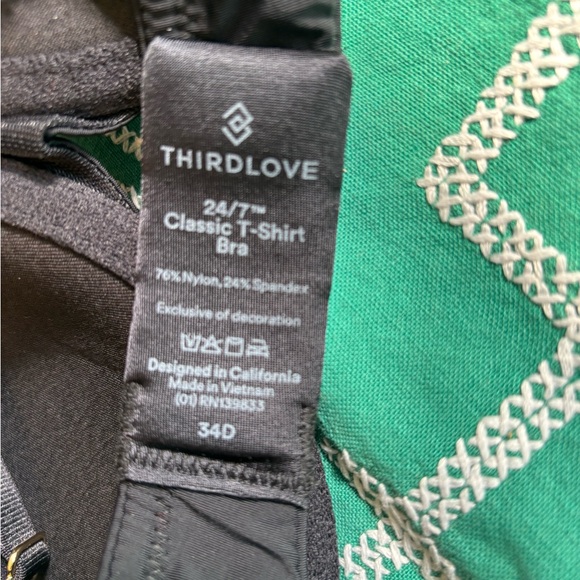 THIRDLOVE
24/7™
Classic T-Shirt
Bra
76% Nylon, 24% Spandex
Exclusive of decoration
Designed in California
Made in Vietnam
(01) RN139833
34D